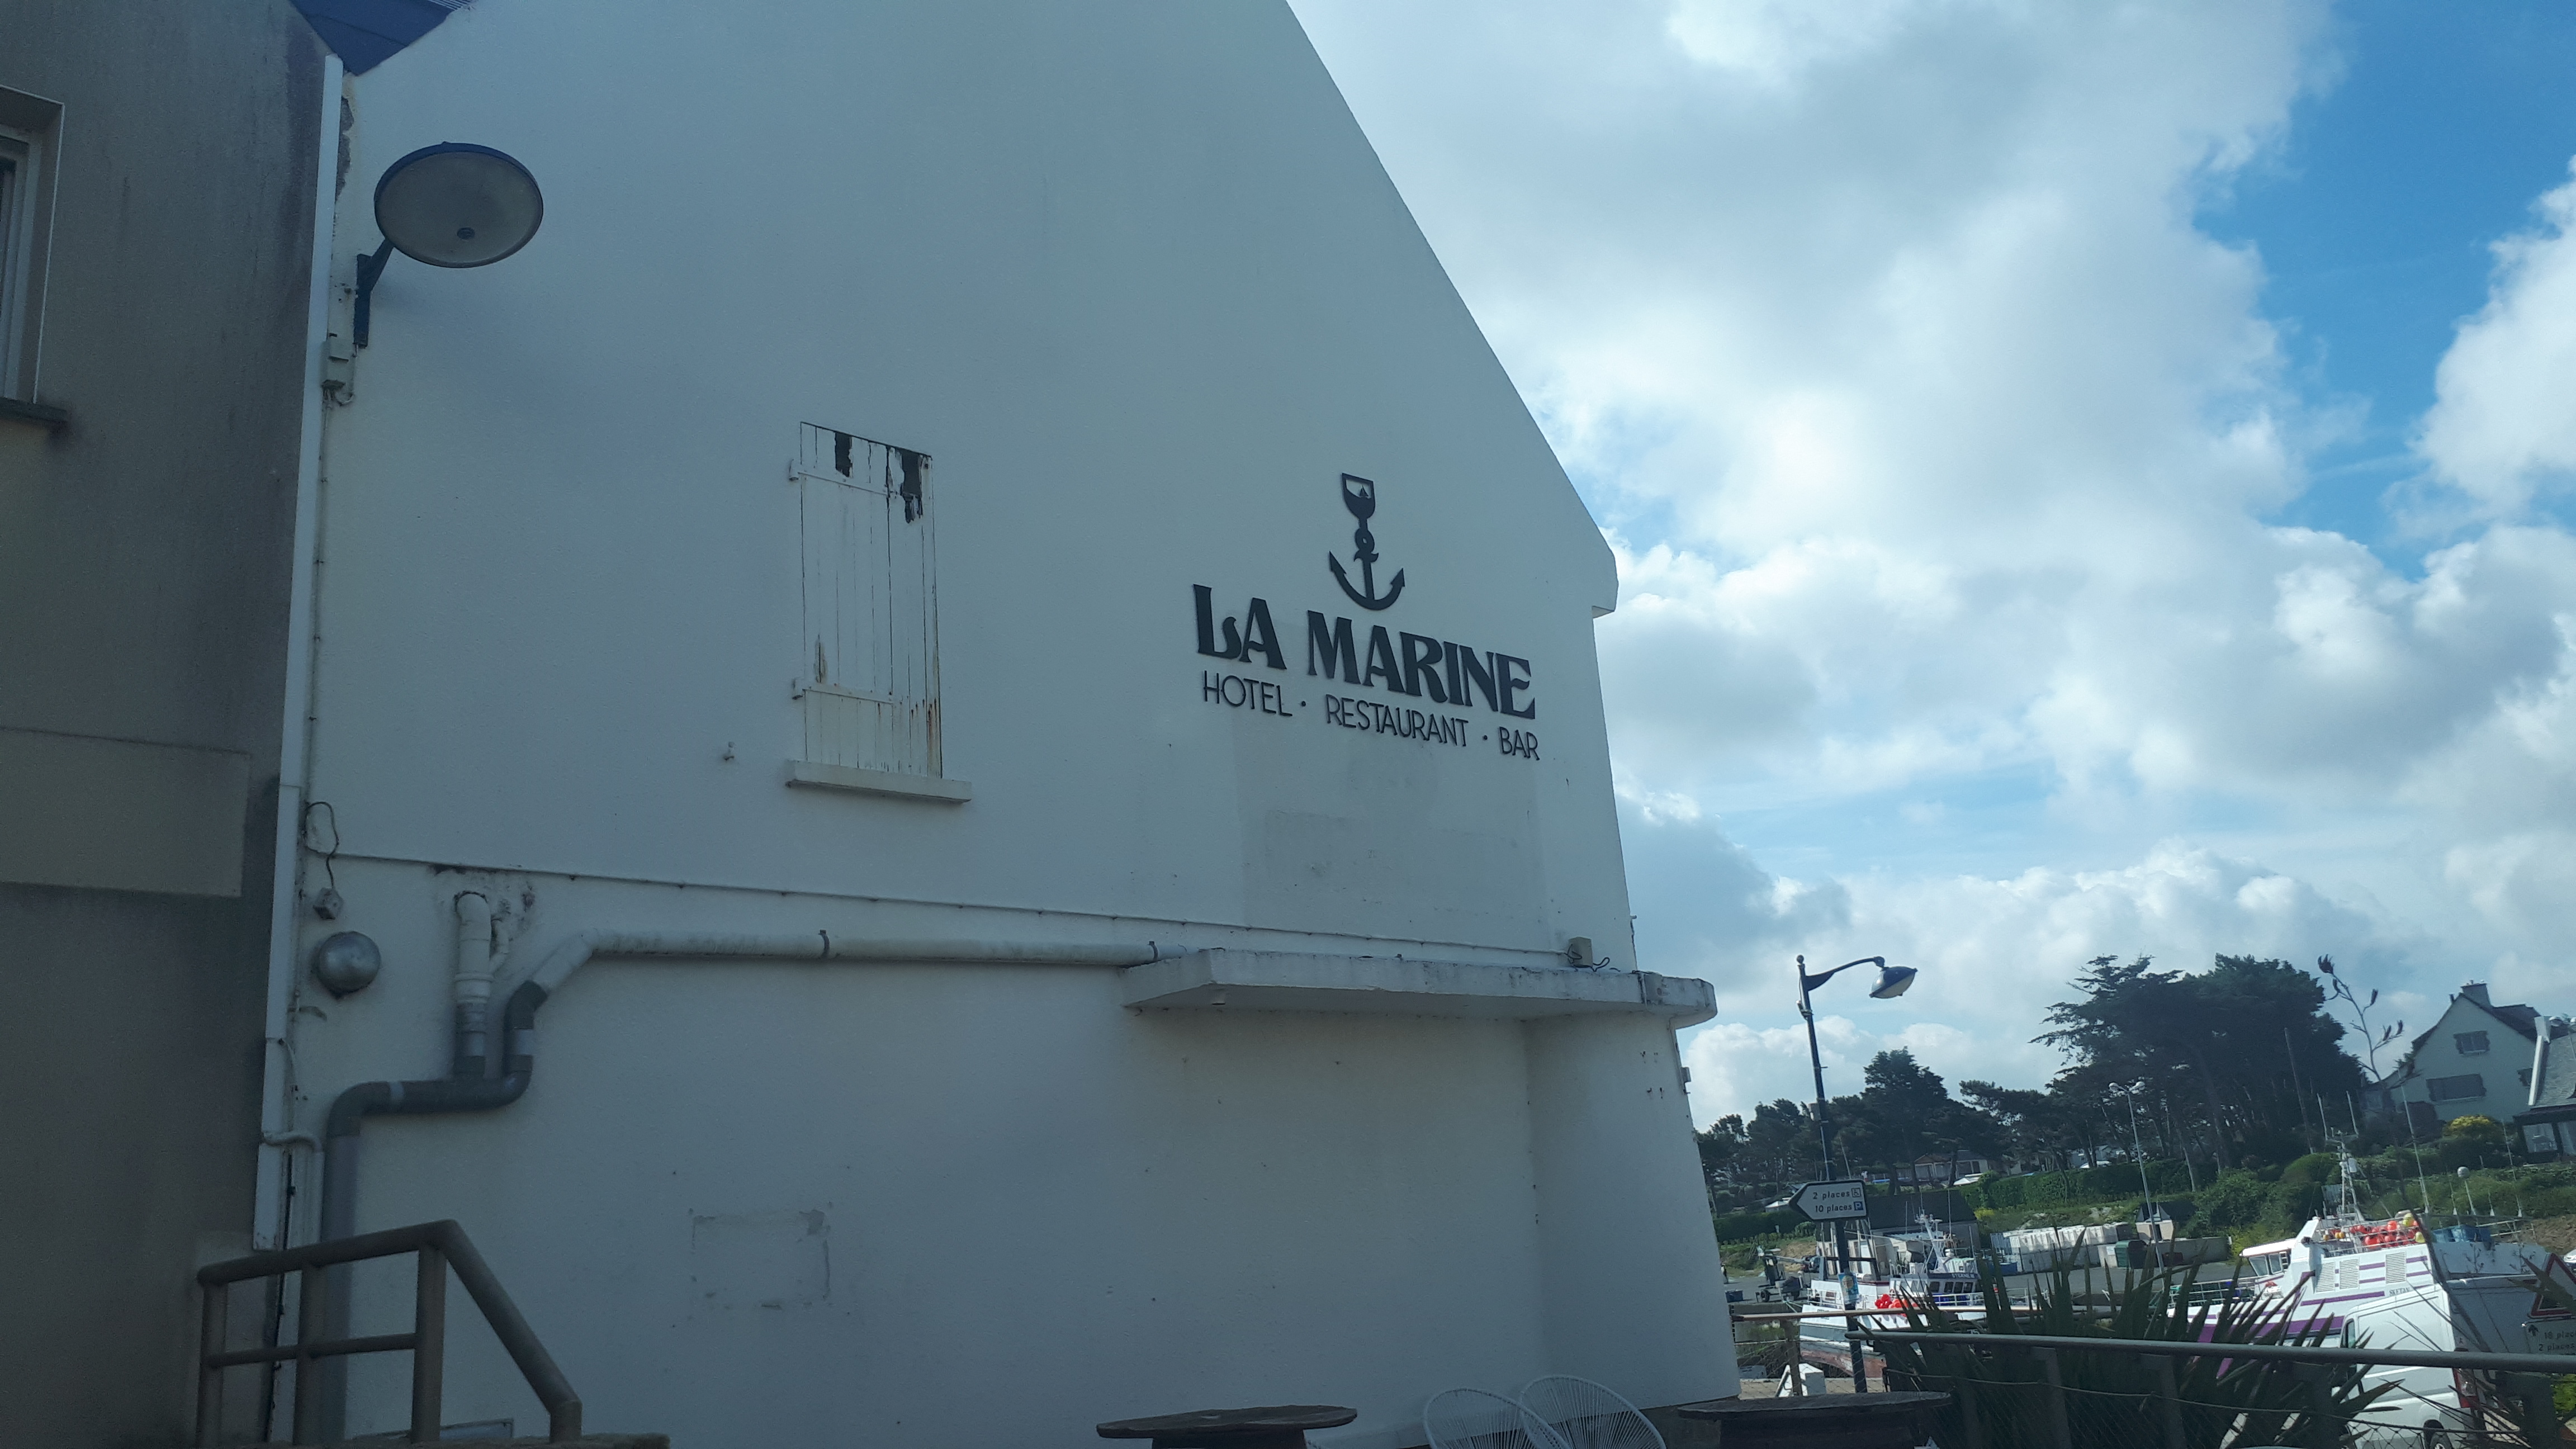 LA MARINE
HOTEL · RESTAURANT · BAR
2 places
10 places P